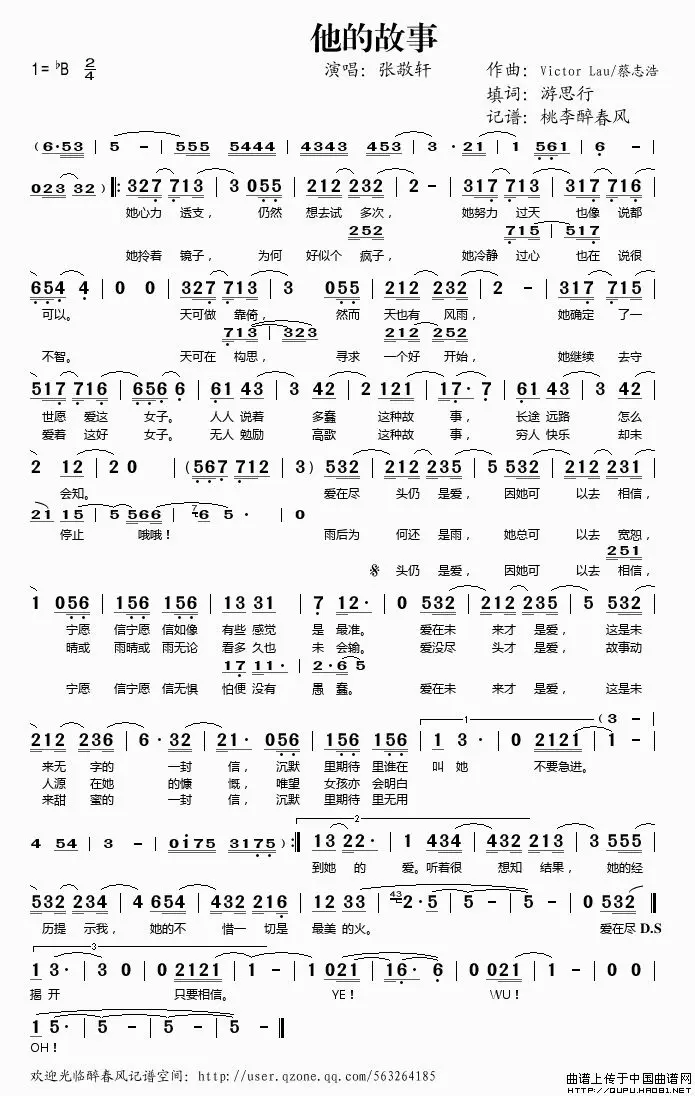 他的故事
1= ♭B 2/4 演唱: 张敬轩 作曲: Victor Lau/蔡志浩
填词: 游思行
记谱: 桃李醉春风
(6·53 | 5 - | 555 5444 | 4343 453 | 3 ·21 | 1 561 | 6 -
023 32) ‖: 327 713 | 3 055 | 212 232 | 2 - | 317 713 | 317 716 |
她心力 透支, 仍然 想去试 多次, 她努力 过天 也像 说都
252 715 | 517
她拎着 镜子, 为何 好似个 疯子, 她冷静 过心 也在 说很
654 4 | 0 0 | 327 713 | 3 055 | 212 232 | 2 - | 317 715 |
可以。 天可做 靠倚, 然而 天也有 风雨, 她确定 了一
713 | 323 212 252
不智。 天可在 构思, 寻求 一个好 开始, 她继续 去守
517 716 | 656 6 | 61 43 | 3 42 | 2 121 | 17· 7 | 61 43 | 3 42 |
世愿 爱这 女子。 人人 说着 多蠢 这种故 事, 长途 远路 怎么
爱着 这好 女子。 无人 勉励 高歌 这种故 事, 穷人 快乐 却未
2 12 | 2 0 | (567 712 | 3) 532 | 212 235 | 5 532 | 212 231 |
会知。 爱在尽 头仍 是爱, 因她可 以去 相信,
21 15 | 5 566 | 7 6 5 · | 0
停止 哦哦! 雨后为 何还 是雨, 她总可 以去 宽恕,
251
𝄋 头仍 是爱, 因她可 以去 相信,
1 056 | 156 156 | 13 31 | 7 12· | 0 532 | 212 235 | 5 532 |
宁愿 信宁愿 信如像 有些 感觉 是 最准。 爱在未 来才 是爱, 这是未
晴或 雨晴或 雨无论 看多 久也 未 会输。 爱没尽 头才 是爱, 故事动
17 11· | 2·6 5
宁愿 信宁愿 信无惧 怕便 没有 愚蠢。 爱在未 来才 是爱, 这是未
1 (3 -
212 236 | 6·32 | 21· 056 | 156 156 | 1 3· | 0 2121 | 1 -
来无 字的 一封 信, 沉默 里期待 里谁在 叫她 不要急进。
人源 在她 的慷 慨, 唯望 女孩亦 会明白
来甜 蜜的 一封 信, 沉默 里期待 里无用
2
4 54 | 3 - | 0175 3175) :‖ 13 22· | 1 434 | 432 213 | 3 555 |
到她 的 爱。听着很 想知 结果, 她的经
532 234 | 4 654 | 432 216 | 12 33 | 43 2·5 | 5 - | 5 - | 0 532 ‖
历提 示我, 她的不 惜一 切是 最美 的火。 爱在尽 D.S
3
1 3· | 3 0 | 0 2121 | 1 - | 1 021 | 16· 6 | 0 021 | 1 - | 0 0 |
揭 开 只要相信。 YE! WU!
1 5· | 5 - | 5 - | 5 - ‖
OH!
欢迎光临醉春风记谱空间: http://user.qzone.qq.com/563264185
曲谱上传于中国曲谱网
HTTP://QUPU.HAO81.NET